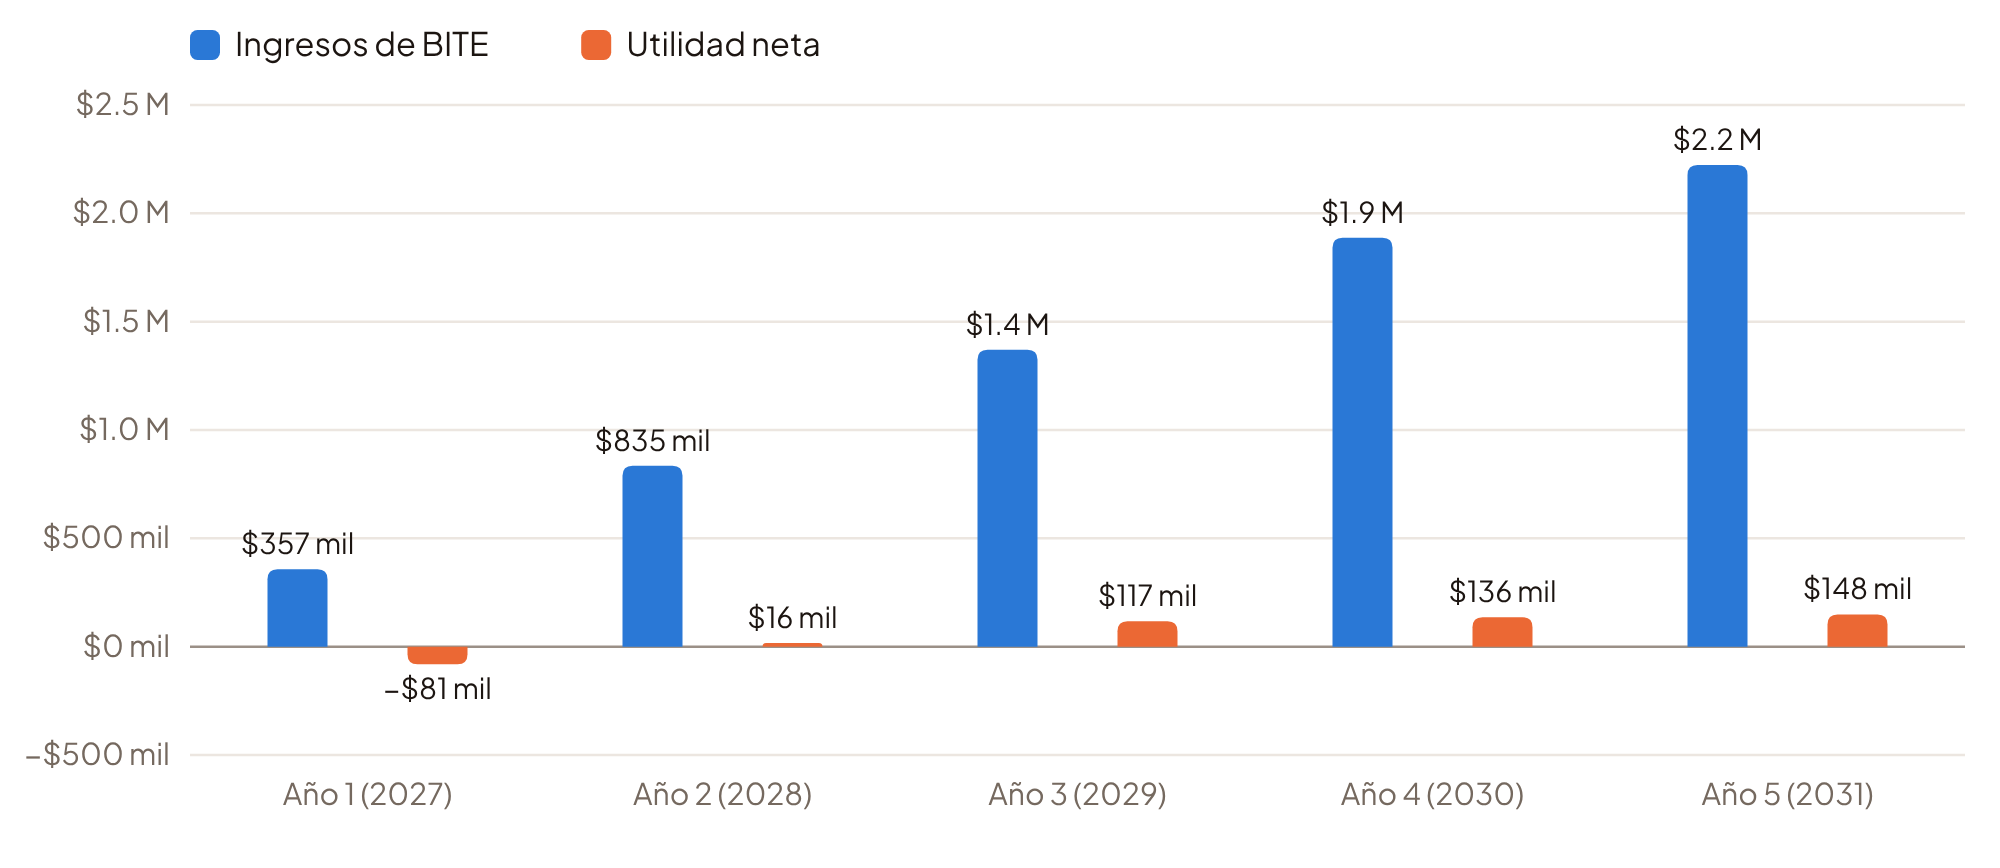 Ingresos de BITE
Utilidad neta
$2.5 M
$2.0 M
$1.5 M
$1.0 M
$500 mil
$0 mil
–$500 mil
$357 mil
–$81 mil
$835 mil
$16 mil
$1.4 M
$117 mil
$1.9 M
$136 mil
$2.2 M
$148 mil
Año 1 (2027)
Año 2 (2028)
Año 3 (2029)
Año 4 (2030)
Año 5 (2031)